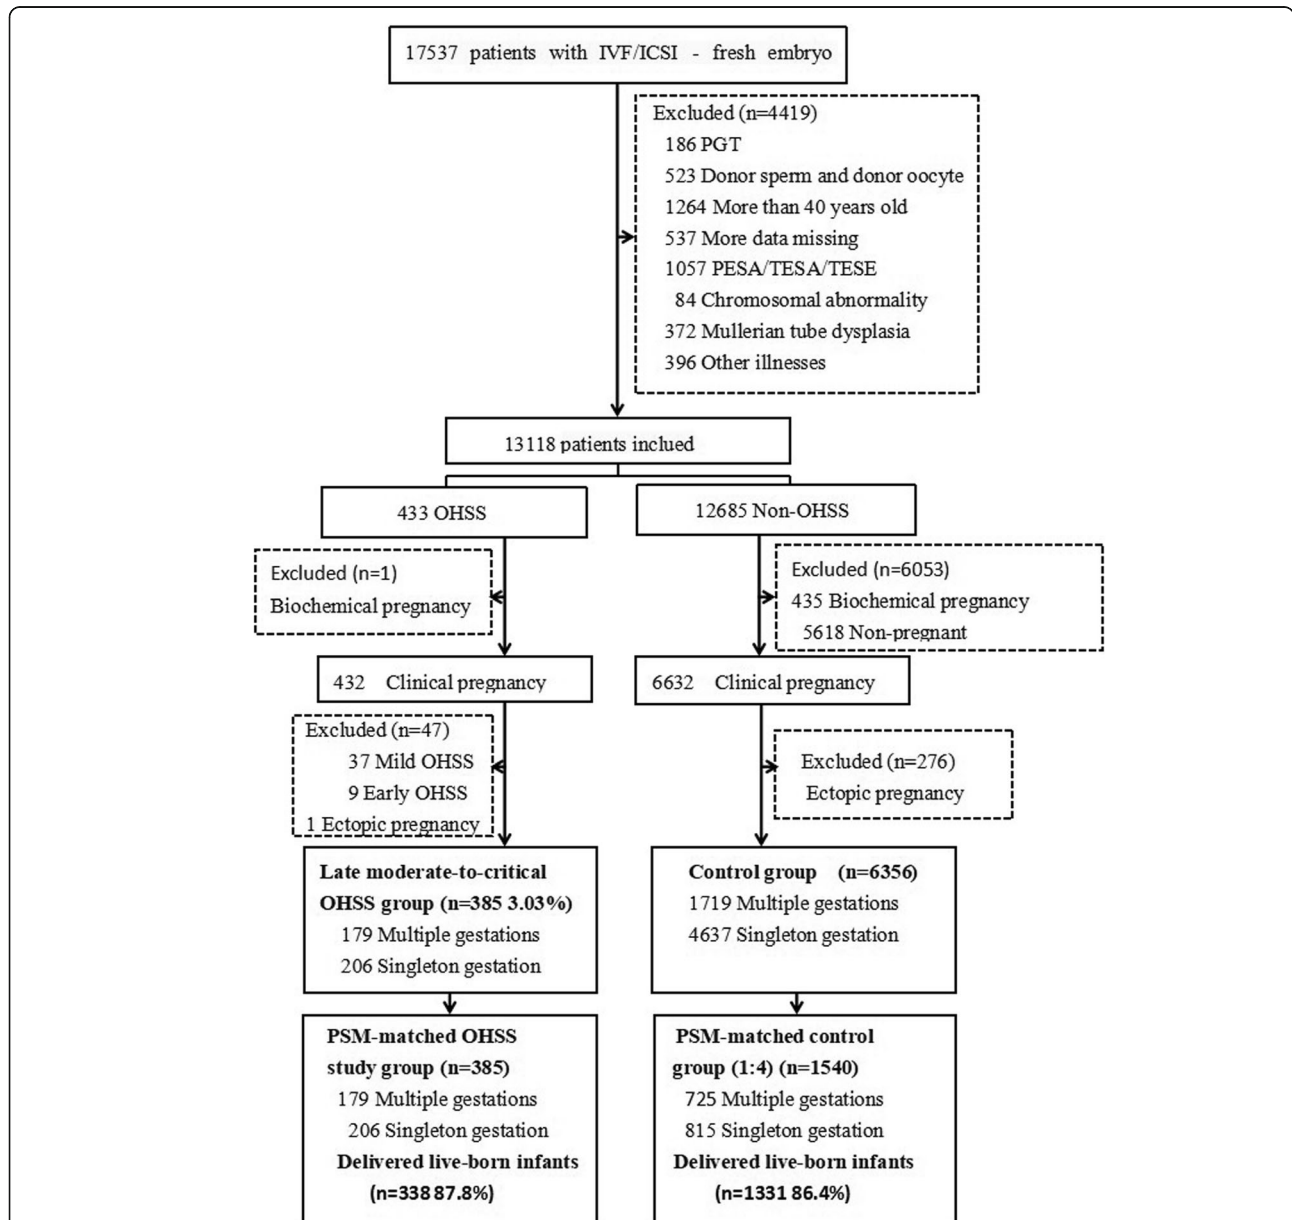 17537 patients with IVF/ICSI - fresh embryo
Excluded (n=4419)
186 PGT
523 Donor sperm and donor oocyte
1264 More than 40 years old
537 More data missing
1057 PESA/TESA/TESE
84 Chromosomal abnormality
372 Mullerian tube dysplasia
396 Other illnesses
13118 patients inclued
433 OHSS
12685 Non-OHSS
Excluded (n=1)
Biochemical pregnancy
Excluded (n=6053)
435 Biochemical pregnancy
5618 Non-pregnant
432 Clinical pregnancy
6632 Clinical pregnancy
Excluded (n=47)
37 Mild OHSS
9 Early OHSS
1 Ectopic pregnancy
Excluded (n=276)
Ectopic pregnancy
Late moderate-to-critical
OHSS group (n=385 3.03%)
179 Multiple gestations
206 Singleton gestation
Control group (n=6356)
1719 Multiple gestations
4637 Singleton gestation
PSM-matched OHSS
study group (n=385)
179 Multiple gestations
206 Singleton gestation
Delivered live-born infants
(n=338 87.8%)
PSM-matched control
group (1:4) (n=1540)
725 Multiple gestations
815 Singleton gestation
Delivered live-born infants
(n=1331 86.4%)